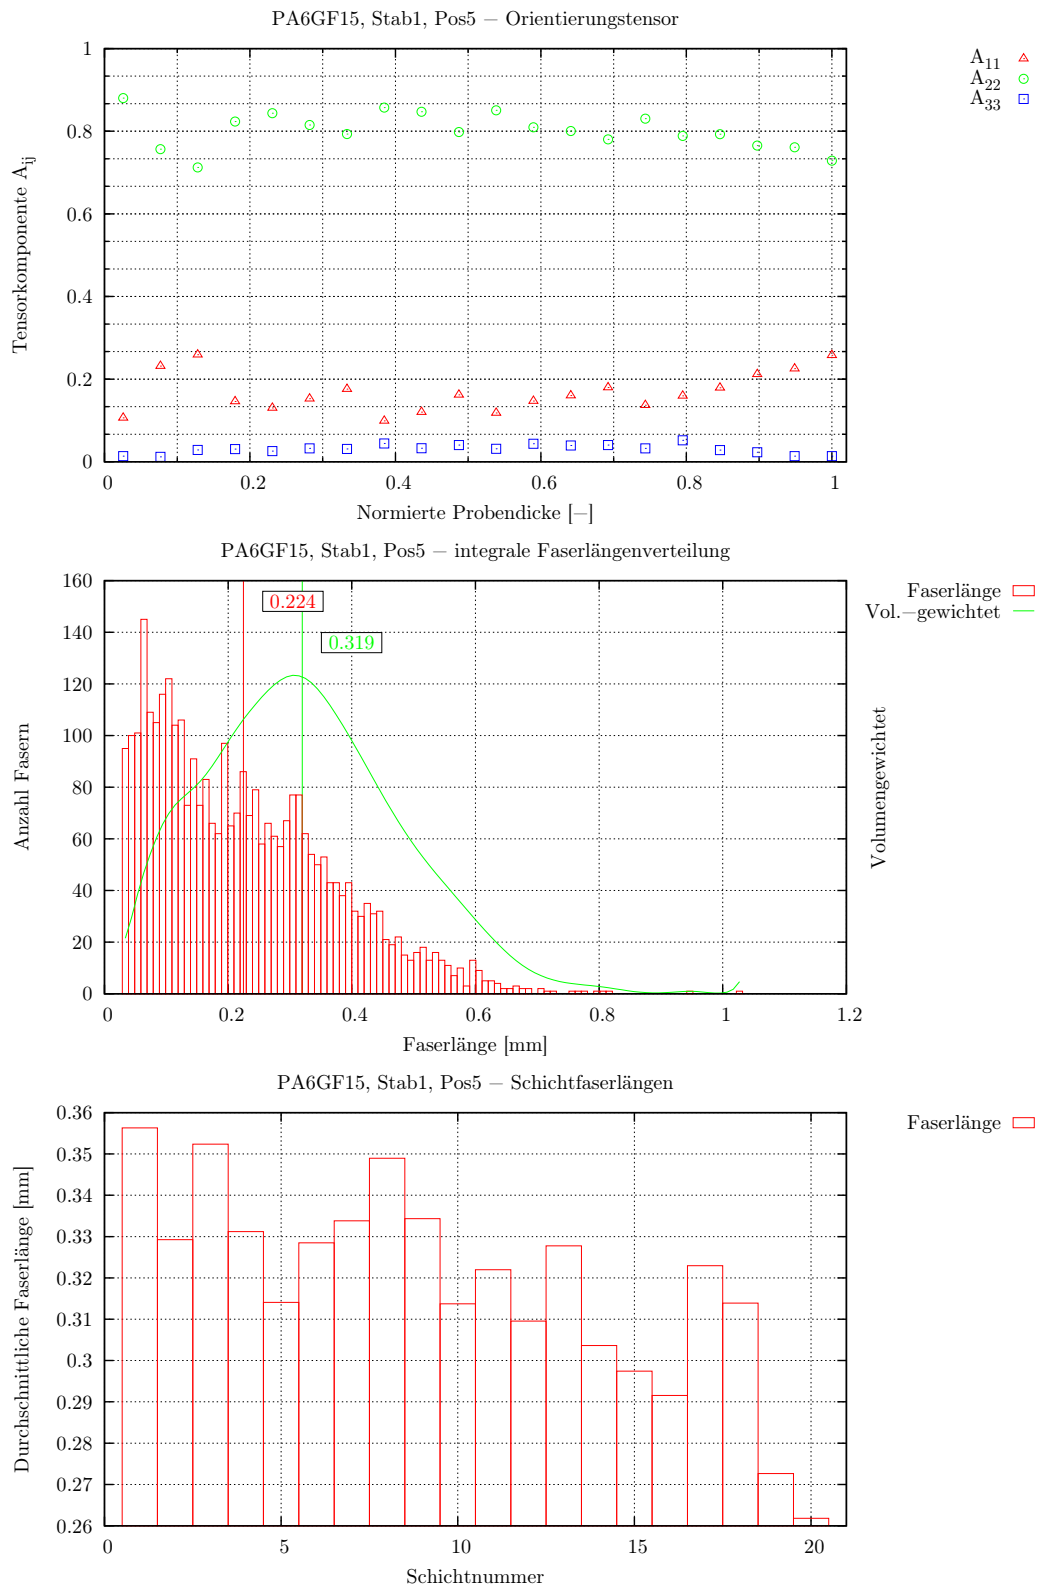 PA6GF15, Stab1, Pos5 − Orientierungstensor
A11
A22
A33
1
0.8
0.6
0.4
0.2
0
Tensorkomponente Aij
0 0.2 0.4 0.6 0.8 1
Normierte Probendicke [−]
PA6GF15, Stab1, Pos5 − integrale Faserlängenverteilung
Faserlänge
Vol.−gewichtet
0.224
0.319
160
140
120
100
80
60
40
20
0
Anzahl Fasern
Volumengewichtet
0 0.2 0.4 0.6 0.8 1 1.2
Faserlänge [mm]
PA6GF15, Stab1, Pos5 − Schichtfaserlängen
Faserlänge
0.36
0.35
0.34
0.33
0.32
0.31
0.3
0.29
0.28
0.27
0.26
Durchschnittliche Faserlänge [mm]
0 5 10 15 20
Schichtnummer